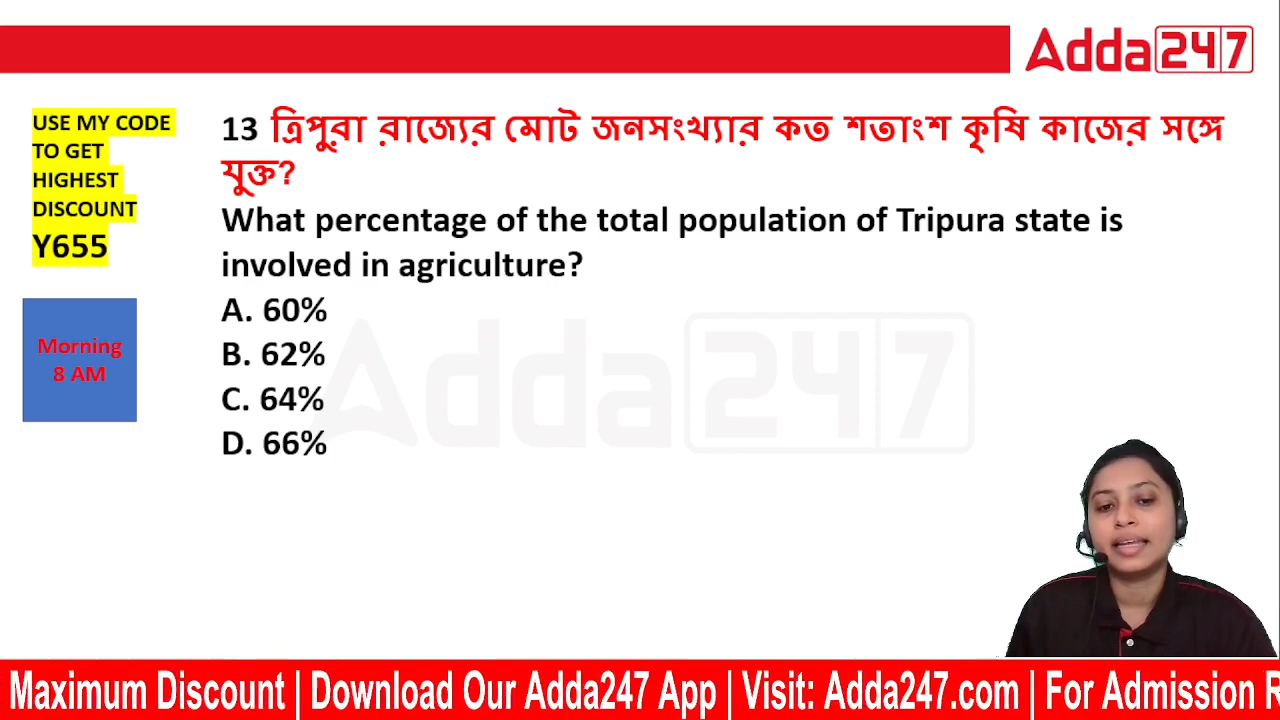 Adda247
USE MY CODE
TO GET
HIGHEST
DISCOUNT
Y655
Morning
8 AM
13 ত্রিপুরা রাজ্যের মোট জনসংখ্যার কত শতাংশ কৃষি কাজের সঙ্গে
যুক্ত?
What percentage of the total population of Tripura state is
involved in agriculture?
A. 60%
B. 62%
C. 64%
D. 66%
Adda247
Maximum Discount | Download Our Adda247 App | Visit: Adda247.com | For Admission R